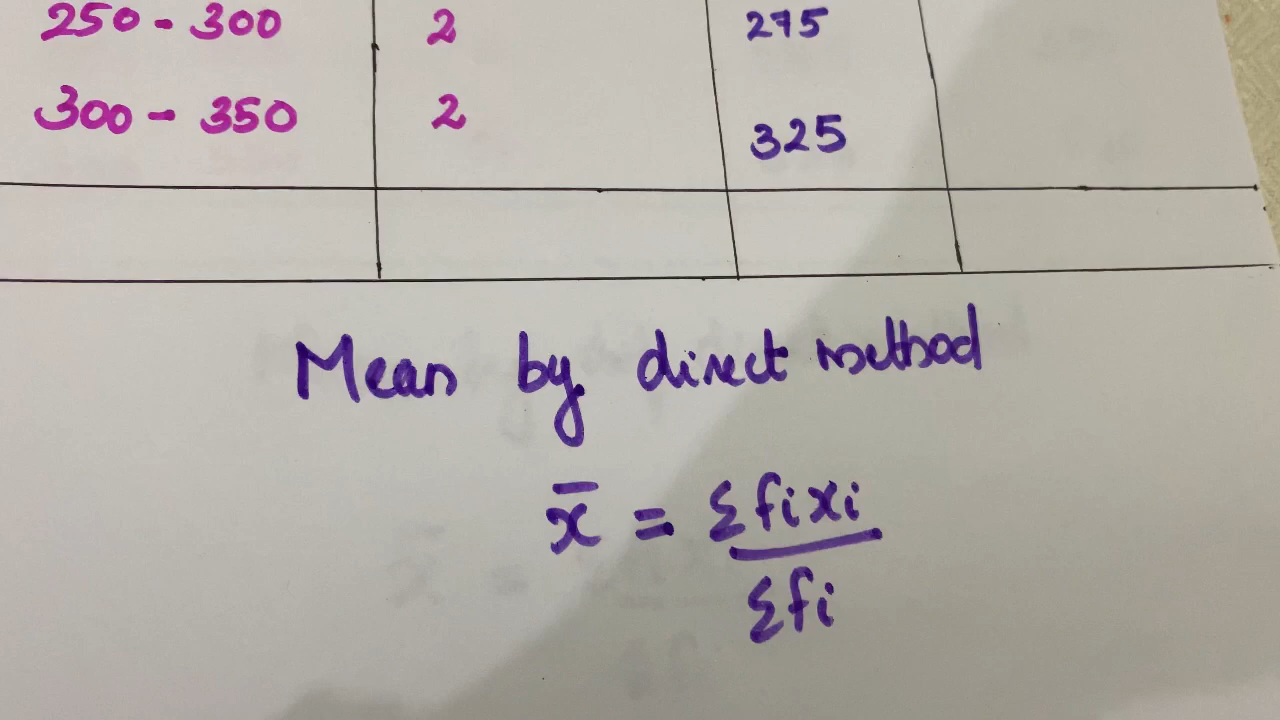 250 - 300 2 275
300 - 350 2 325
Mean by direct method
x̄ = Σfixi
Σfi